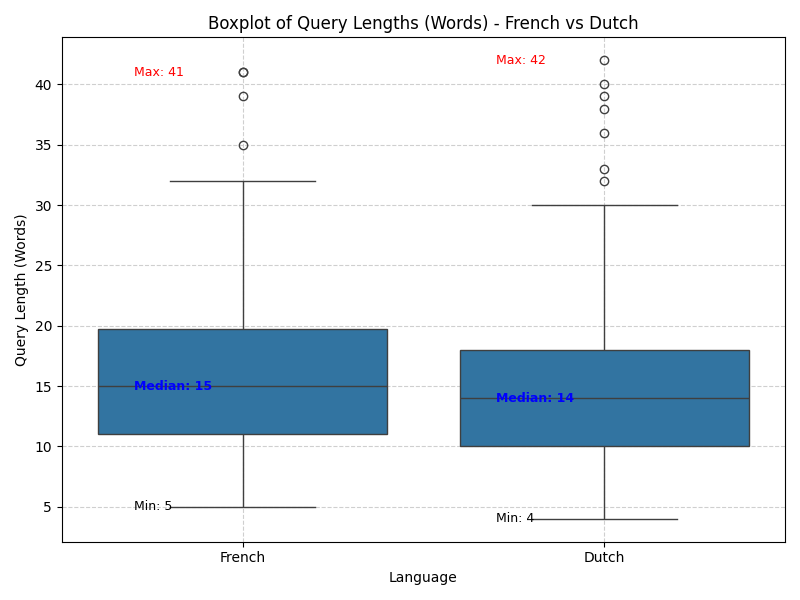 Boxplot of Query Lengths (Words) - French vs Dutch
Max: 41
Max: 42
40
35
30
25
20
15
10
5
Query Length (Words)
Median: 15
Median: 14
Min: 5
Min: 4
French
Dutch
Language